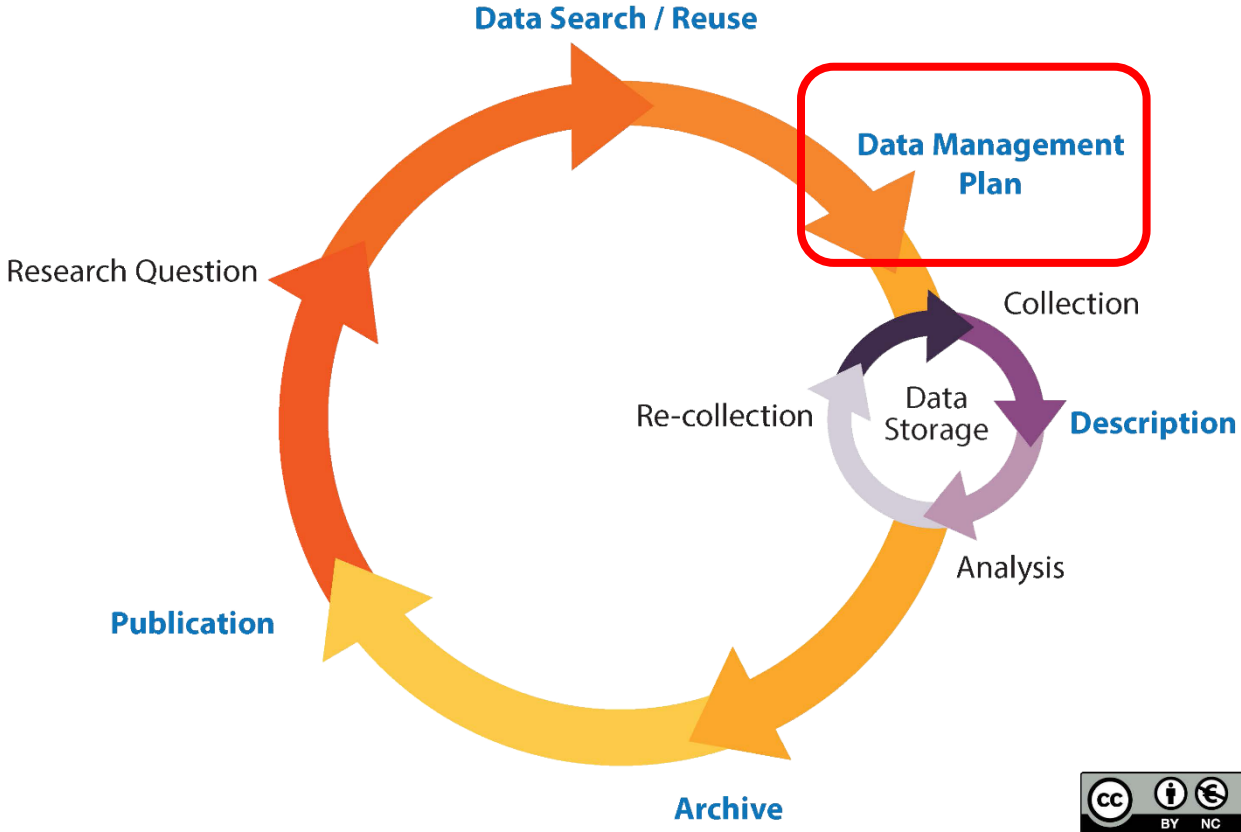 Data Search / Reuse
Data Management
Plan
Research Question
Collection
Re-collection
Data
Storage
Description
Analysis
Publication
Archive
cc
BY NC